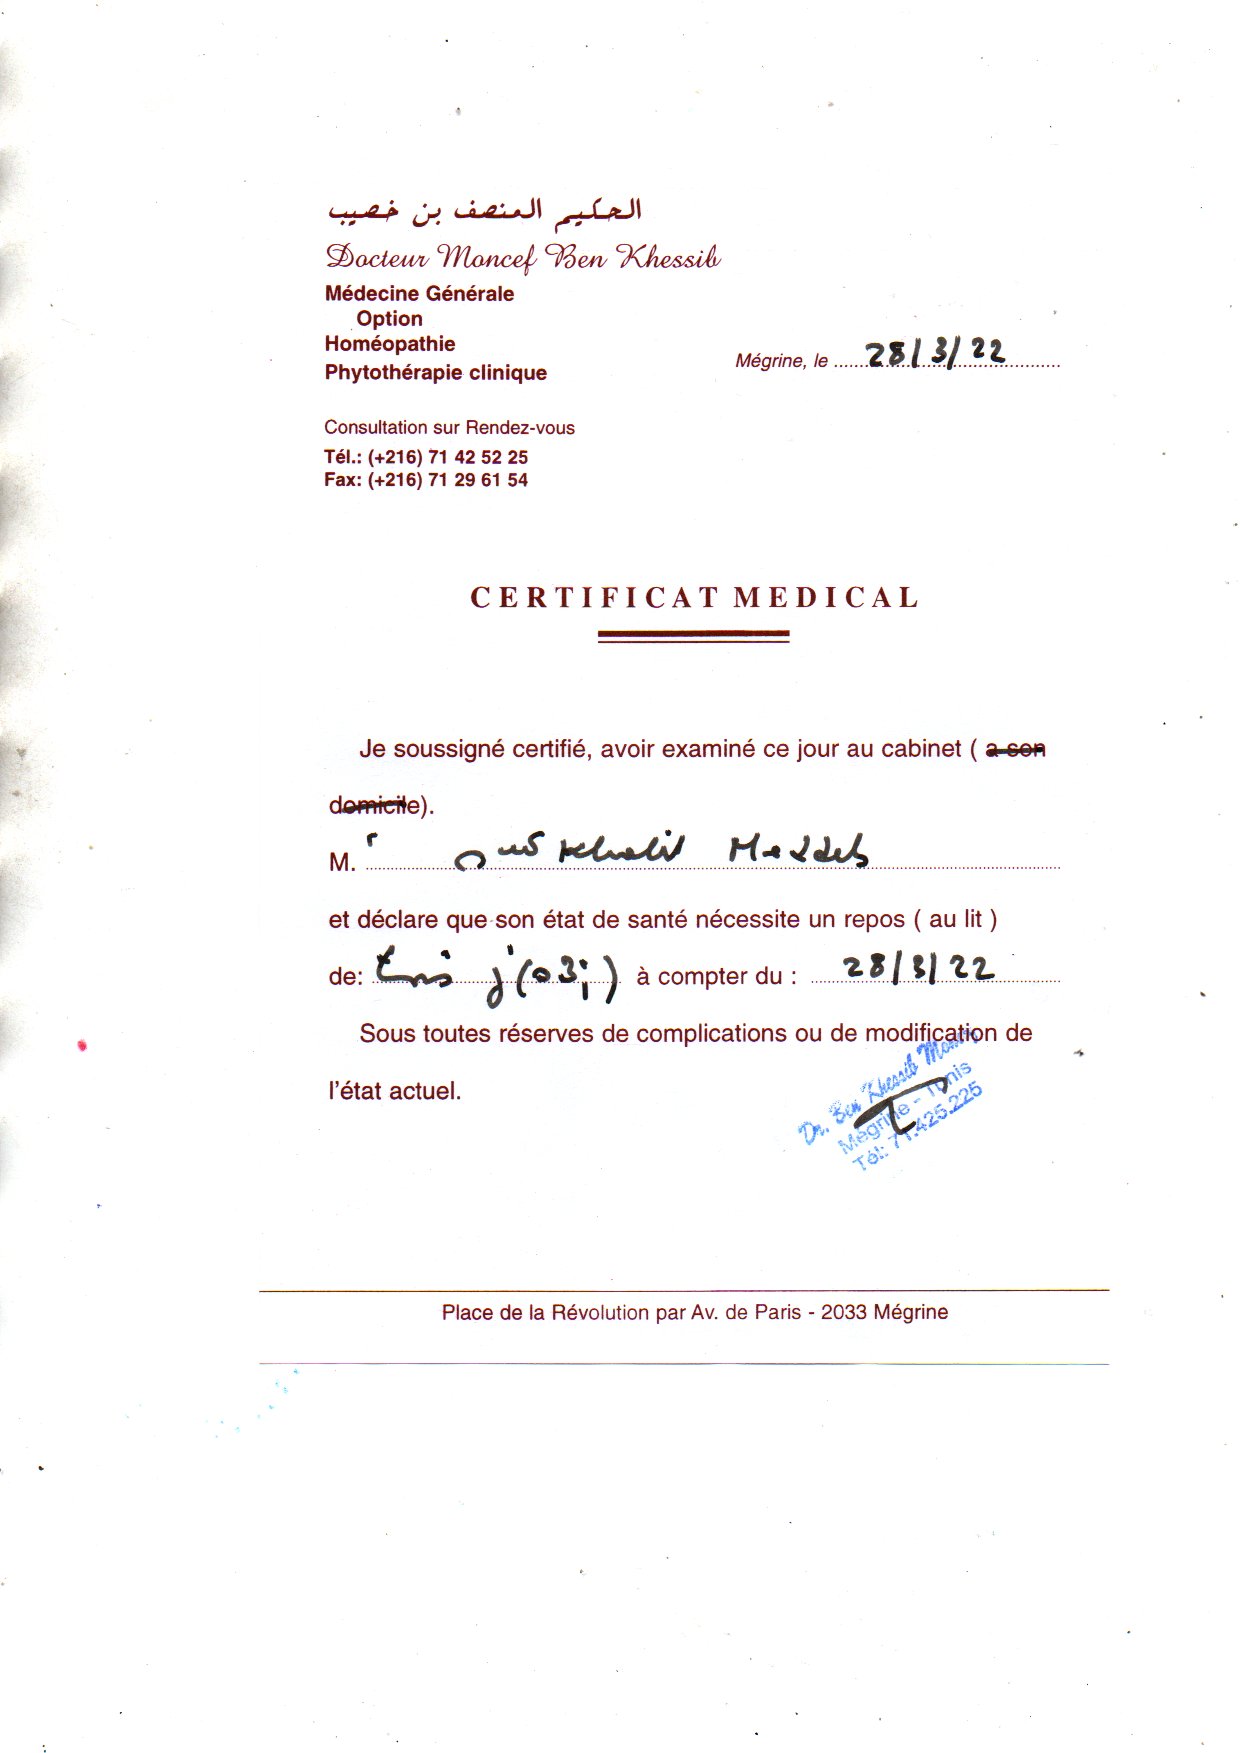 الحكيم المنصف بن خصيب
Docteur Moncef Ben Khessib
Médecine Générale
Option
Homéopathie
Phytothérapie clinique
Mégrine, le 28/3/22
Consultation sur Rendez-vous
Tél.: (+216) 71 42 52 25
Fax: (+216) 71 29 61 54
CERTIFICAT MEDICAL
Je soussigné certifié, avoir examiné ce jour au cabinet ( a son
domicile).
M. r Khalil Maddeb
et déclare que son état de santé nécessite un repos ( au lit )
de: trois j (03 j) à compter du : 28/3/22
Sous toutes réserves de complications ou de modification de
l'état actuel.
Dr. Ben Khessib Moncef
Mégrine - Tunis
Tél: 71.425.225
Place de la Révolution par Av. de Paris - 2033 Mégrine